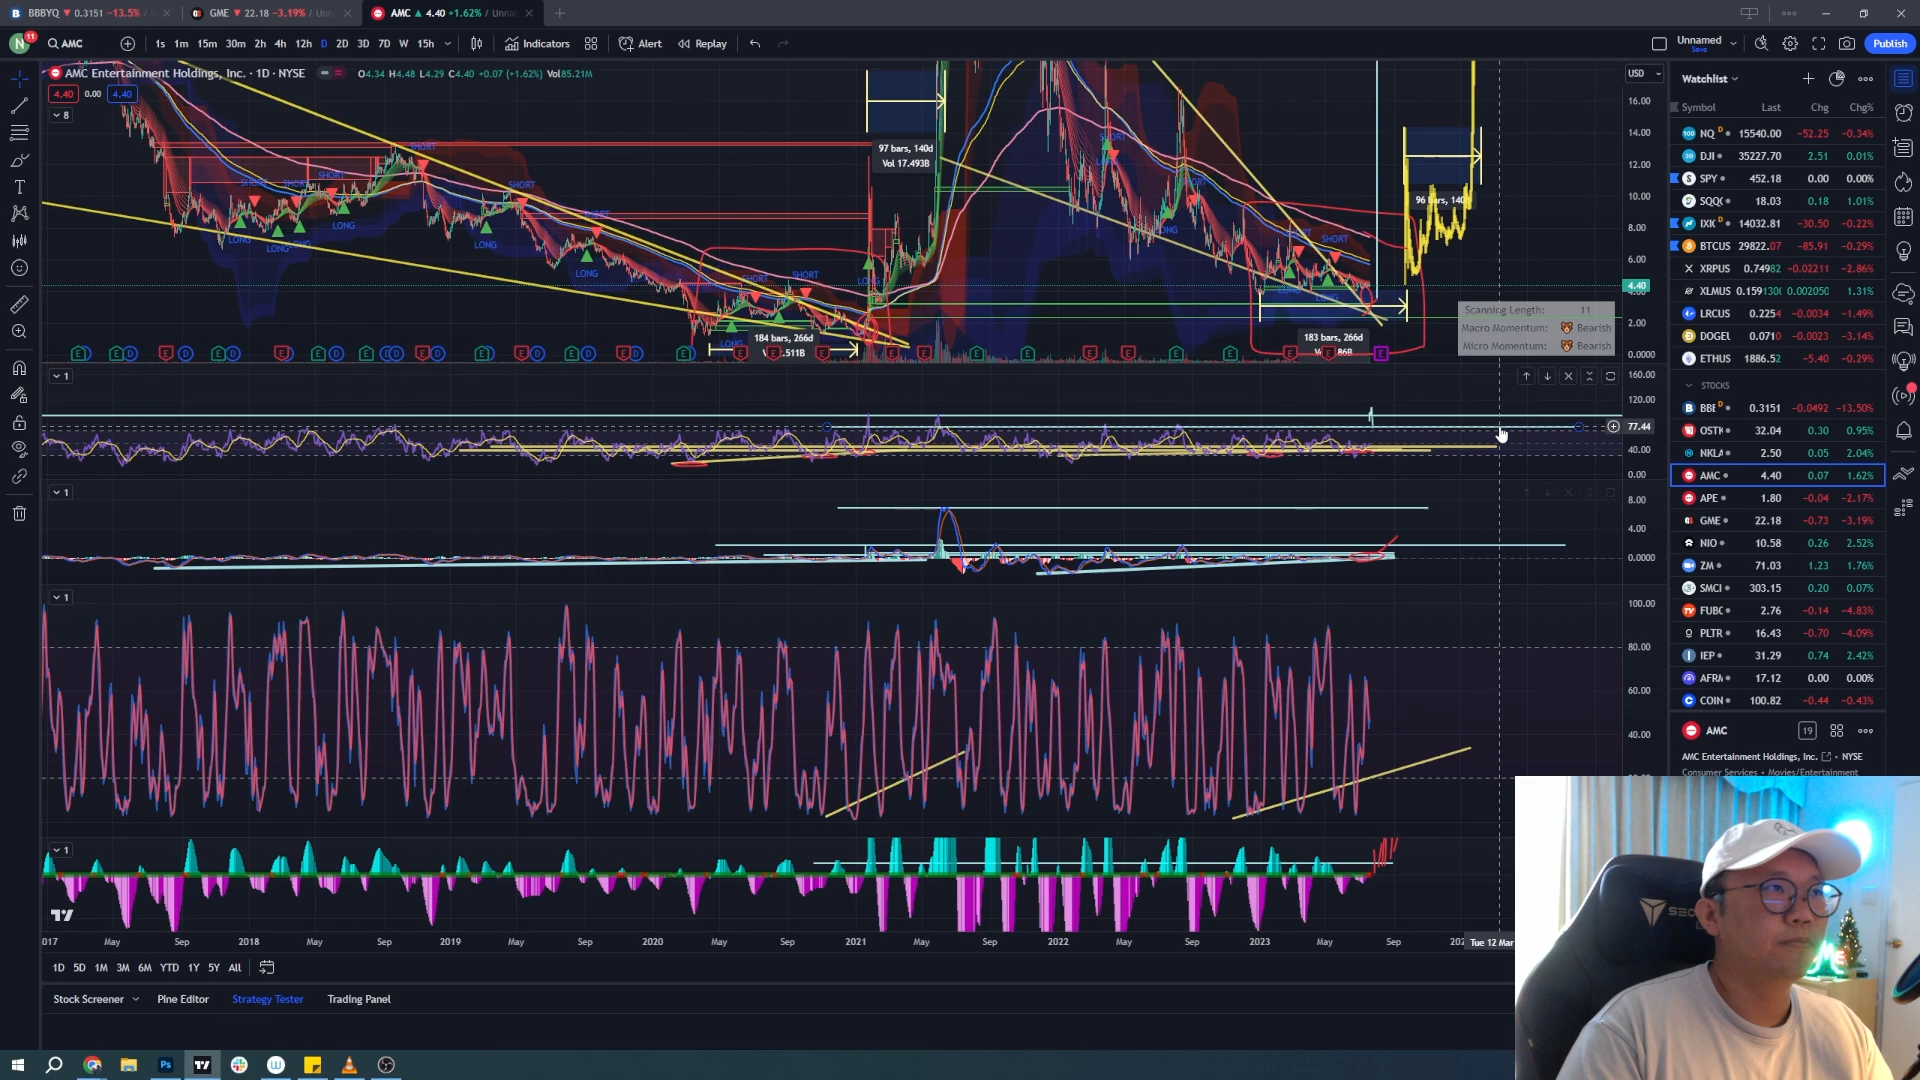 BBBYQ ▼ 0.3151 −13.5% /
GME ▼ 22.18 −3.19% / Unn
AMC ▲ 4.40 +1.62% / Unna
N 11 AMC 1s 1m 15m 30m 2h 4h 12h D 2D 3D 7D W 15h Indicators Alert Replay Unnamed Save Publish
AMC Entertainment Holdings, Inc. · 1D · NYSE O4.34 H4.48 L4.29 C4.40 +0.07 (+1.62%) Vol85.21M
4.40 0.00 4.40
8
USD
16.00
14.00
12.00
10.00
8.00
6.00
4.40
2.00
0.0000
SHORT SHORT SHORT SHORT SHORT
LONG LONG LONG LONG LONG
97 bars, 140d
Vol 17.493B
96 bars, 140d
184 bars, 266d
183 bars, 266d
Scanning Length: 11
Macro Momentum: Bearish
Micro Momentum: Bearish
1
160.00
120.00
77.44
40.00
0.00
1
8.00
4.00
0.0000
1
100.00
80.00
60.00
40.00
1
2017 May Sep 2018 May Sep 2019 May Sep 2020 May Sep 2021 May Sep 2022 May Sep 2023 May Sep Tue 12 Mar
1D 5D 1M 3M 6M YTD 1Y 5Y All
Stock Screener Pine Editor Strategy Tester Trading Panel
Watchlist
Symbol Last Chg Chg%
NQ D 15540.00 −52.25 −0.34%
DJI 35227.70 2.51 0.01%
SPY 452.18 0.00 0.00%
SQQQ 18.03 0.18 1.01%
IXIC D 14032.81 −30.50 −0.22%
BTCUS 29822.07 −85.91 −0.29%
XRPUS 0.74982 −0.02211 −2.86%
XLMUS 0.159130 0.002050 1.31%
LRCUS 0.2254 −0.0034 −1.49%
DOGEU 0.0710 −0.0023 −3.14%
ETHUS 1886.52 −5.40 −0.29%
STOCKS
BBE D 0.3151 −0.0492 −13.50%
OSTK 32.04 0.30 0.95%
NKLA 2.50 0.05 2.04%
AMC 4.40 0.07 1.62%
APE 1.80 −0.04 −2.17%
GME 22.18 −0.73 −3.19%
NIO 10.58 0.26 2.52%
ZM 71.03 1.23 1.76%
SMCI 303.15 0.20 0.07%
FUBO 2.76 −0.14 −4.83%
PLTR 16.43 −0.70 −4.09%
IEP 31.29 0.74 2.42%
AFRM 17.12 0.00 0.00%
COIN 100.82 −0.44 −0.43%
AMC 19
AMC Entertainment Holdings, Inc. • NYSE
Consumer Services • Movies/Entertainment